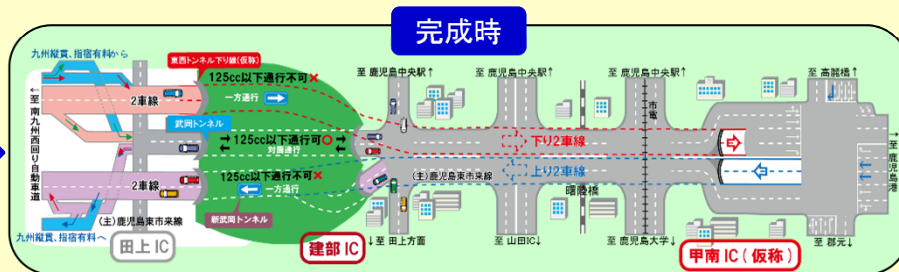 完成時
九州縦貫、指宿有料から
東西トンネル下り線(仮称)
125cc以下通行不可×
一方通行
至 鹿児島中央駅↑
至 鹿児島中央駅↑
至 鹿児島中央駅↑
至 高麗橋↑
←至 南九州西回り自動車道
2車線
武岡トンネル
125cc以下通行可○
対面通行
市電
下り2車線
上り2車線
→至 鹿児島港
2車線
125cc以下通行不可×
一方通行
(主)鹿児島東市来線
曙陸橋
新武岡トンネル
(主)鹿児島東市来線
九州縦貫、指宿有料へ
田上 IC
建部 IC
↓至 田上方面
至 山田IC↓
至 鹿児島大学↓
甲南 IC(仮称)
至 郡元↓